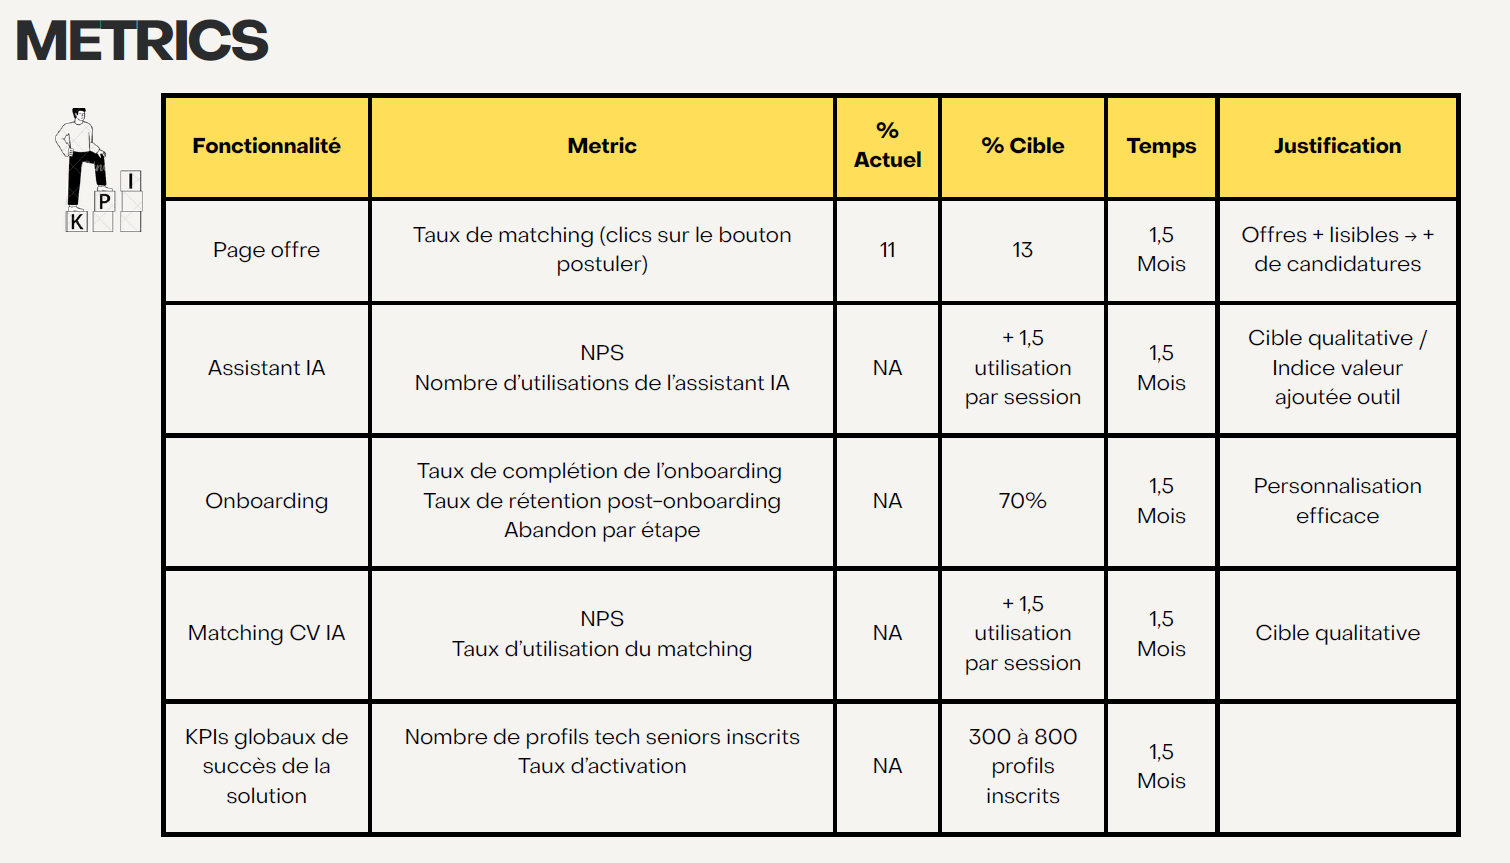 METRICS
K
P
I
Fonctionnalité
Metric
%
Actuel
% Cible
Temps
Justification
Page offre
Taux de matching (clics sur le bouton
postuler)
11
13
1,5
Mois
Offres + lisibles → +
de candidatures
Assistant IA
NPS
Nombre d’utilisations de l’assistant IA
NA
+ 1,5
utilisation
par session
1,5
Mois
Cible qualitative /
Indice valeur
ajoutée outil
Onboarding
Taux de complétion de l’onboarding
Taux de rétention post-onboarding
Abandon par étape
NA
70%
1,5
Mois
Personnalisation
efficace
Matching CV IA
NPS
Taux d’utilisation du matching
NA
+ 1,5
utilisation
par session
1,5
Mois
Cible qualitative
KPIs globaux de
succès de la
solution
Nombre de profils tech seniors inscrits
Taux d’activation
NA
300 à 800
profils
inscrits
1,5
Mois